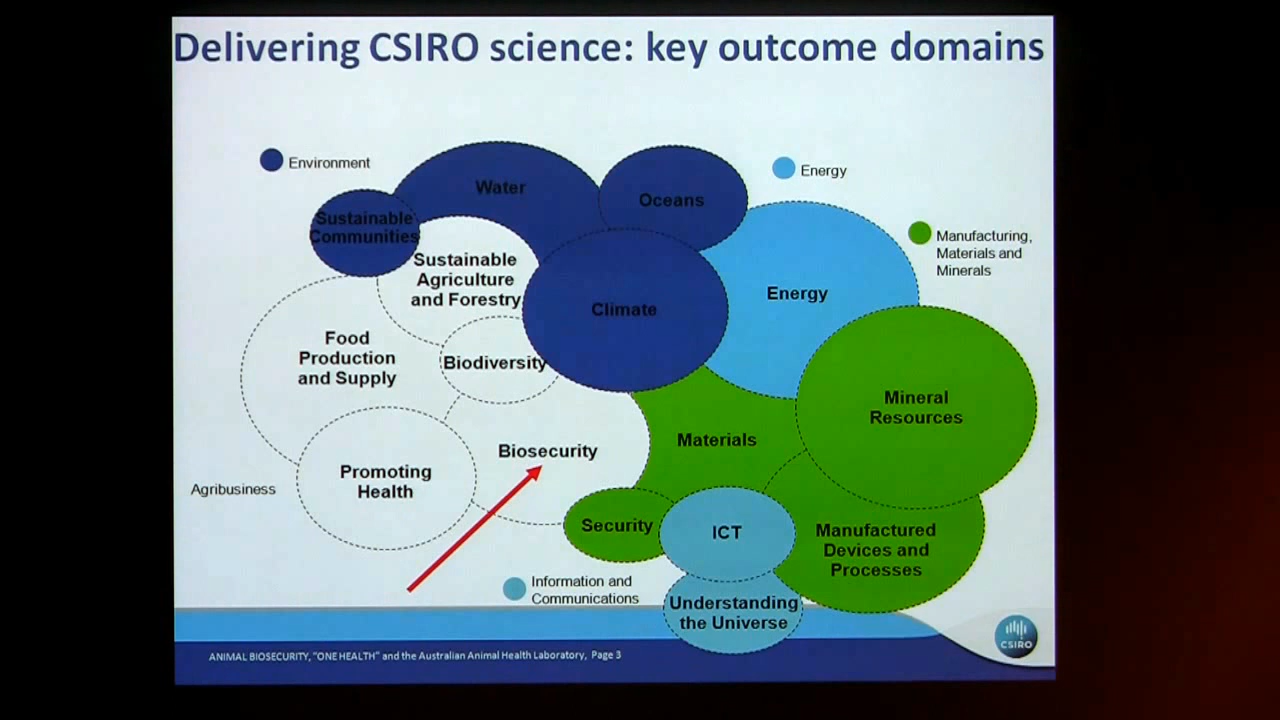 Delivering CSIRO science: key outcome domains
Environment
Water
Oceans
Energy
Sustainable
Communities
Manufacturing,
Materials and
Minerals
Sustainable
Agriculture
and Forestry
Climate
Energy
Food
Production
and Supply
Biodiversity
Mineral
Resources
Materials
Biosecurity
Promoting
Health
Agribusiness
Security
ICT
Manufactured
Devices and
Processes
Information and
Communications
Understanding
the Universe
CSIRO
ANIMAL BIOSECURITY, "ONE HEALTH" and the Australian Animal Health Laboratory, Page 3